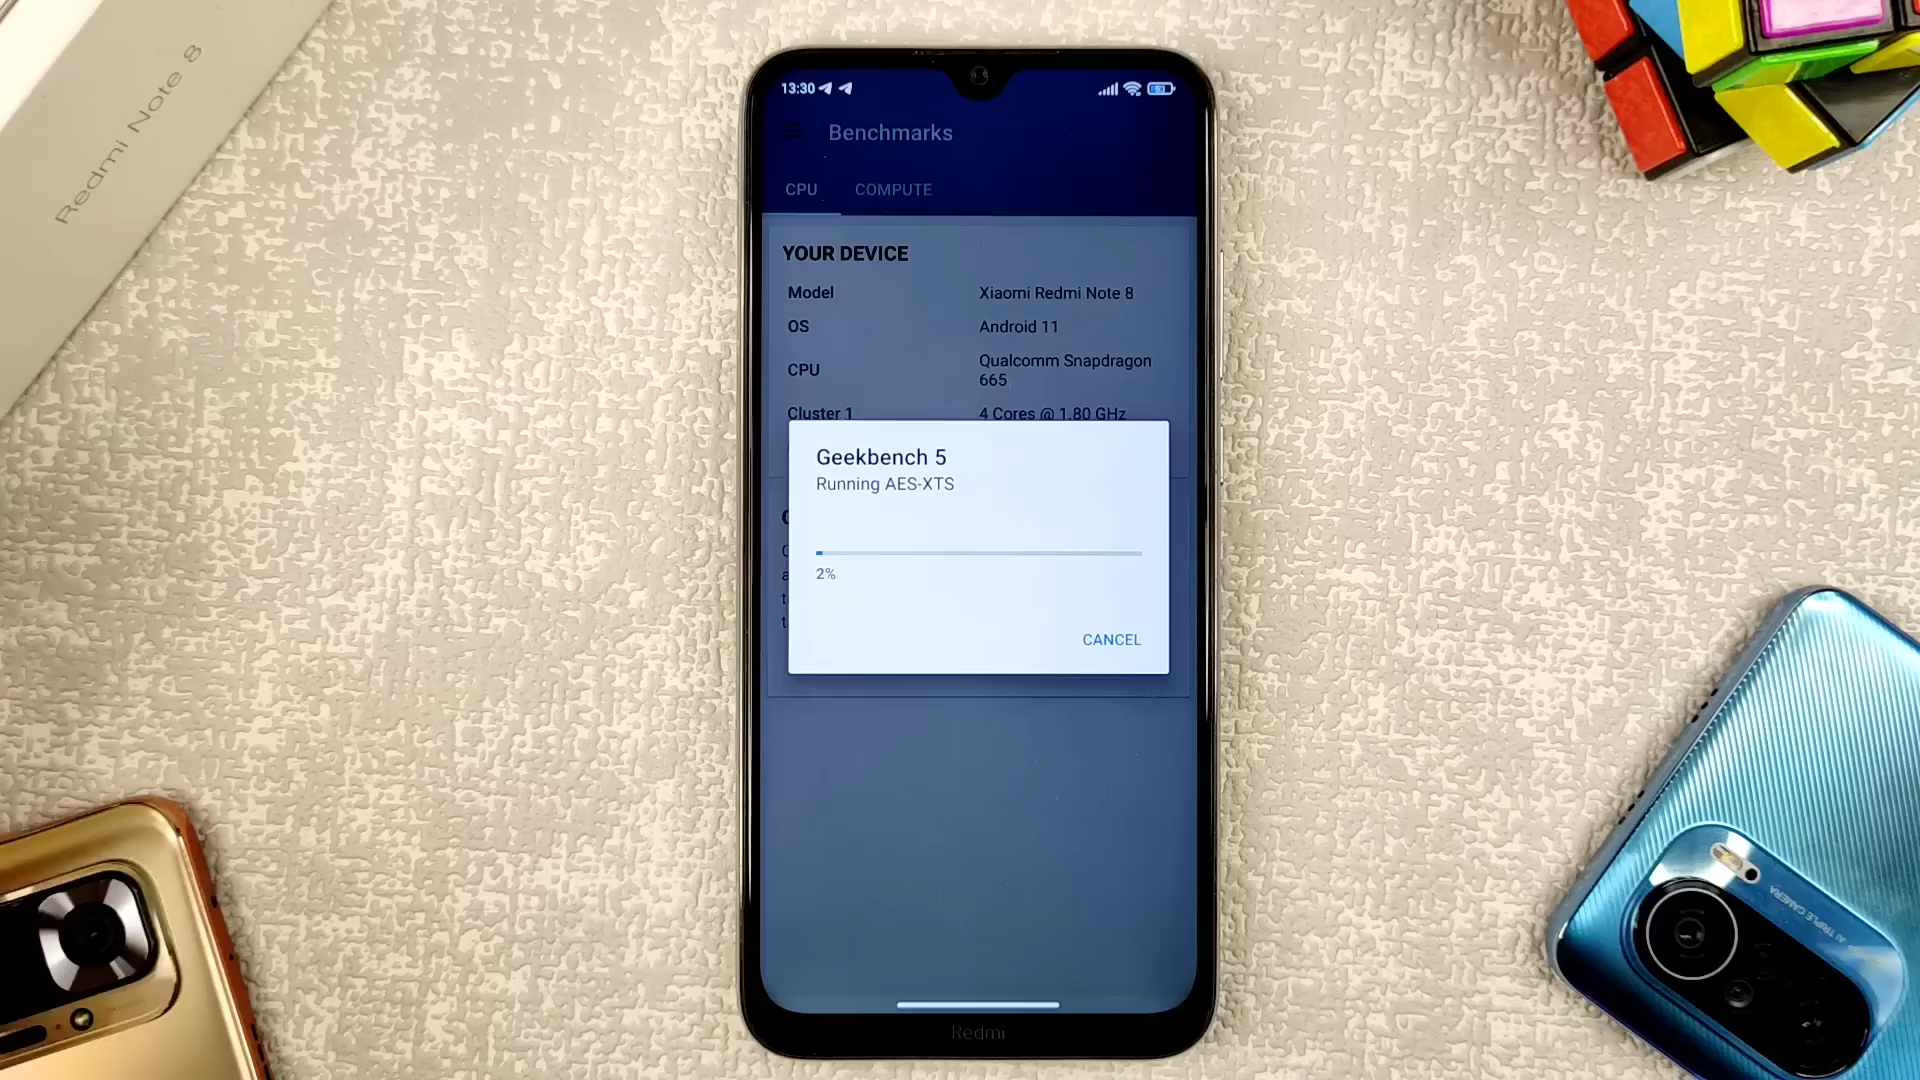 Redmi Note 8
13:30
Benchmarks
CPU COMPUTE
YOUR DEVICE
Model Xiaomi Redmi Note 8
OS Android 11
CPU Qualcomm Snapdragon
665
Cluster 1 4 Cores @ 1.80 GHz
Geekbench 5
Running AES-XTS
2%
CANCEL
Redmi
AI TRIPLE CAMERA